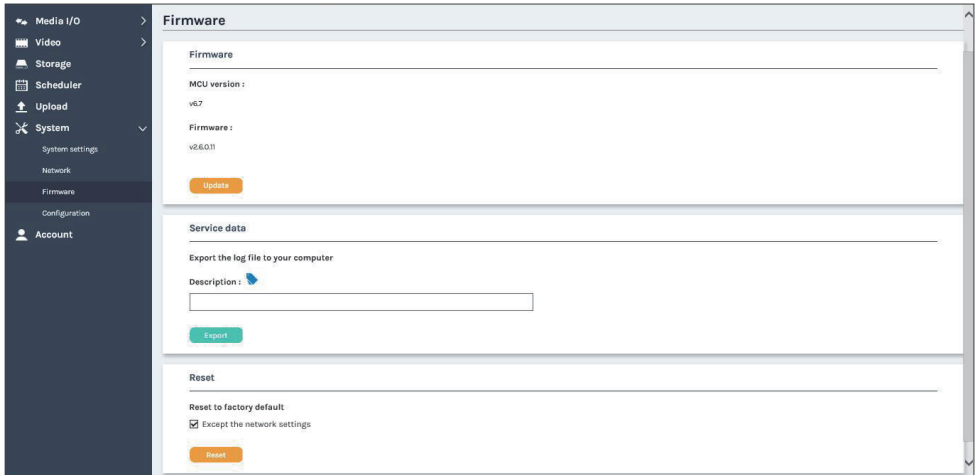 Media I/O
Video
Storage
Scheduler
Upload
System
System settings
Network
Firmware
Configuration
Account
Firmware
Firmware
MCU version :
v6.7
Firmware :
v2.6.0.11
Update
Service data
Export the log file to your computer
Description :
Export
Reset
Reset to factory default
Except the network settings
Reset